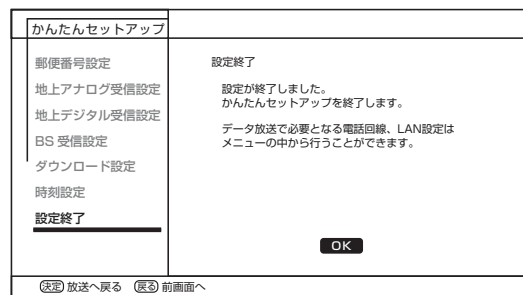 かんたんセットアップ
郵便番号設定
地上アナログ受信設定
地上デジタル受信設定
BS 受信設定
ダウンロード設定
時刻設定
設定終了
設定終了
設定が終了しました。
かんたんセットアップを終了します。
データ放送で必要となる電話回線、LAN設定は
メニューの中から行うことができます。
OK
決定 放送へ戻る 戻る 前画面へ